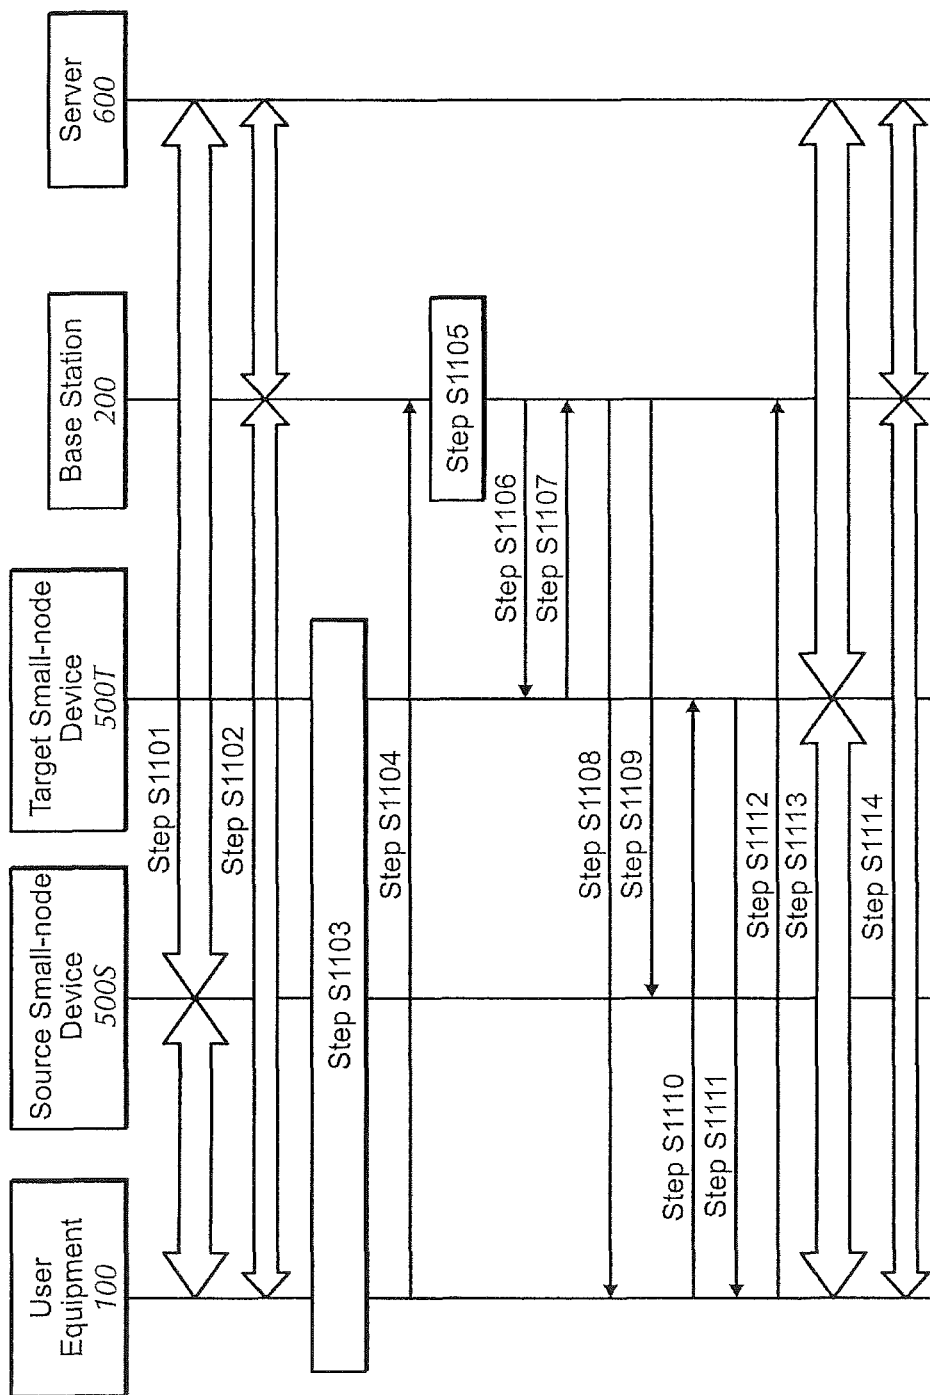 User
Equipment
100
Source Small-node
Device
500S
Target Small-node
Device
500T
Base Station
200
Server
600
Step S1101
Step S1102
Step S1103
Step S1104
Step S1105
Step S1106
Step S1107
Step S1108
Step S1109
Step S1110
Step S1111
Step S1112
Step S1113
Step S1114